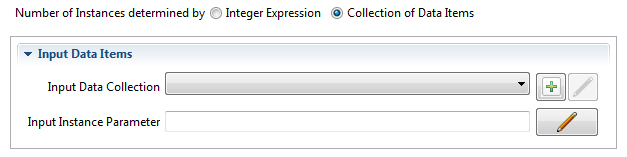 Number of Instances determined by Integer Expression Collection of Data Items
Input Data Items
Input Data Collection
Input Instance Parameter